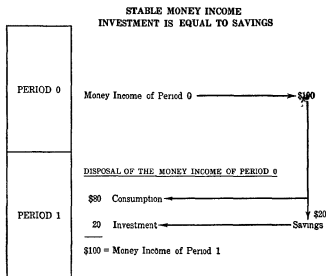 STABLE MONEY INCOME
INVESTMENT IS EQUAL TO SAVINGS
PERIOD 0
Money Income of Period 0 $100
DISPOSAL OF THE MONEY INCOME OF PERIOD 0
$80 Consumption
$20
PERIOD 1
20 Investment Savings
$100 = Money Income of Period 1